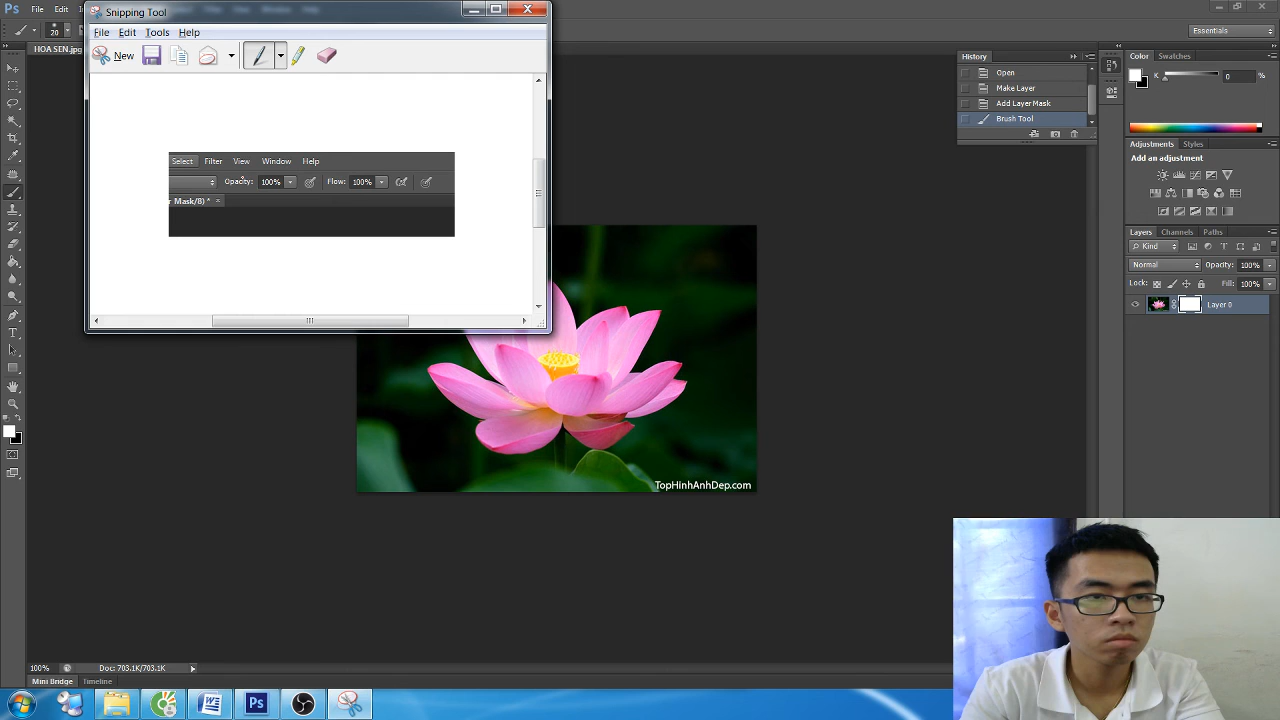 Ps File Edit
Snipping Tool
File Edit Tools Help
New
Select Filter View Window Help
Opacity: 100% Flow: 100%
r Mask/8) * ×
20
HOA SEN.jpg
Essentials
History
Open
Make Layer
Add Layer Mask
Brush Tool
Color Swatches
K 0 %
Adjustments Styles
Add an adjustment
Layers Channels Paths
Kind
Normal Opacity: 100%
Lock: Fill: 100%
Layer 0
TopHinhAnhDep.com
100% Doc: 703.1K/703.1K
Mini Bridge Timeline
W Ps